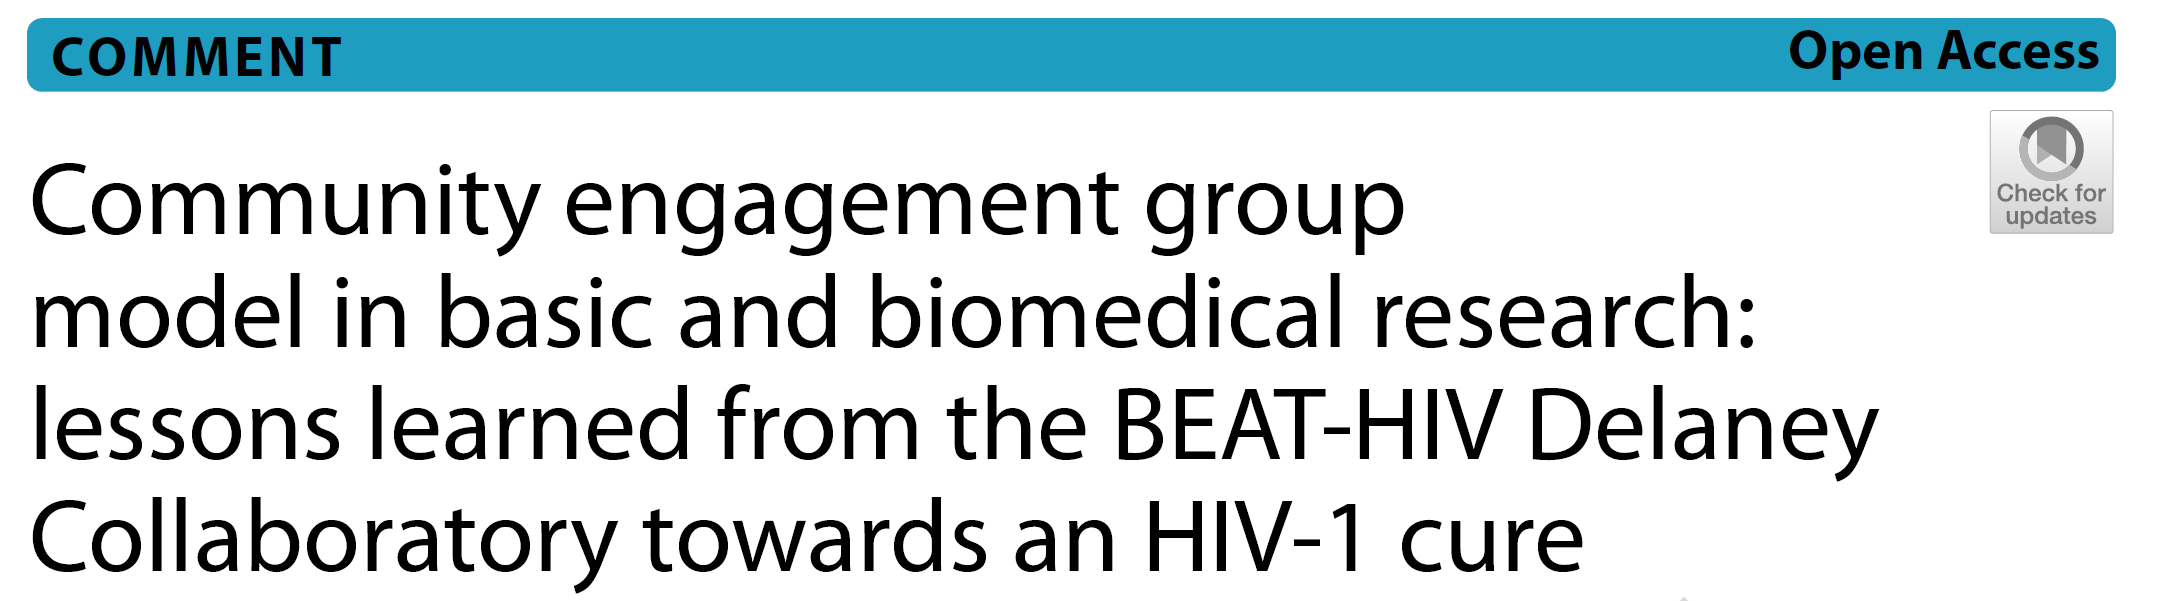 COMMENT Open Access
Check for
updates
Community engagement group
model in basic and biomedical research:
lessons learned from the BEAT-HIV Delaney
Collaboratory towards an HIV-1 cure